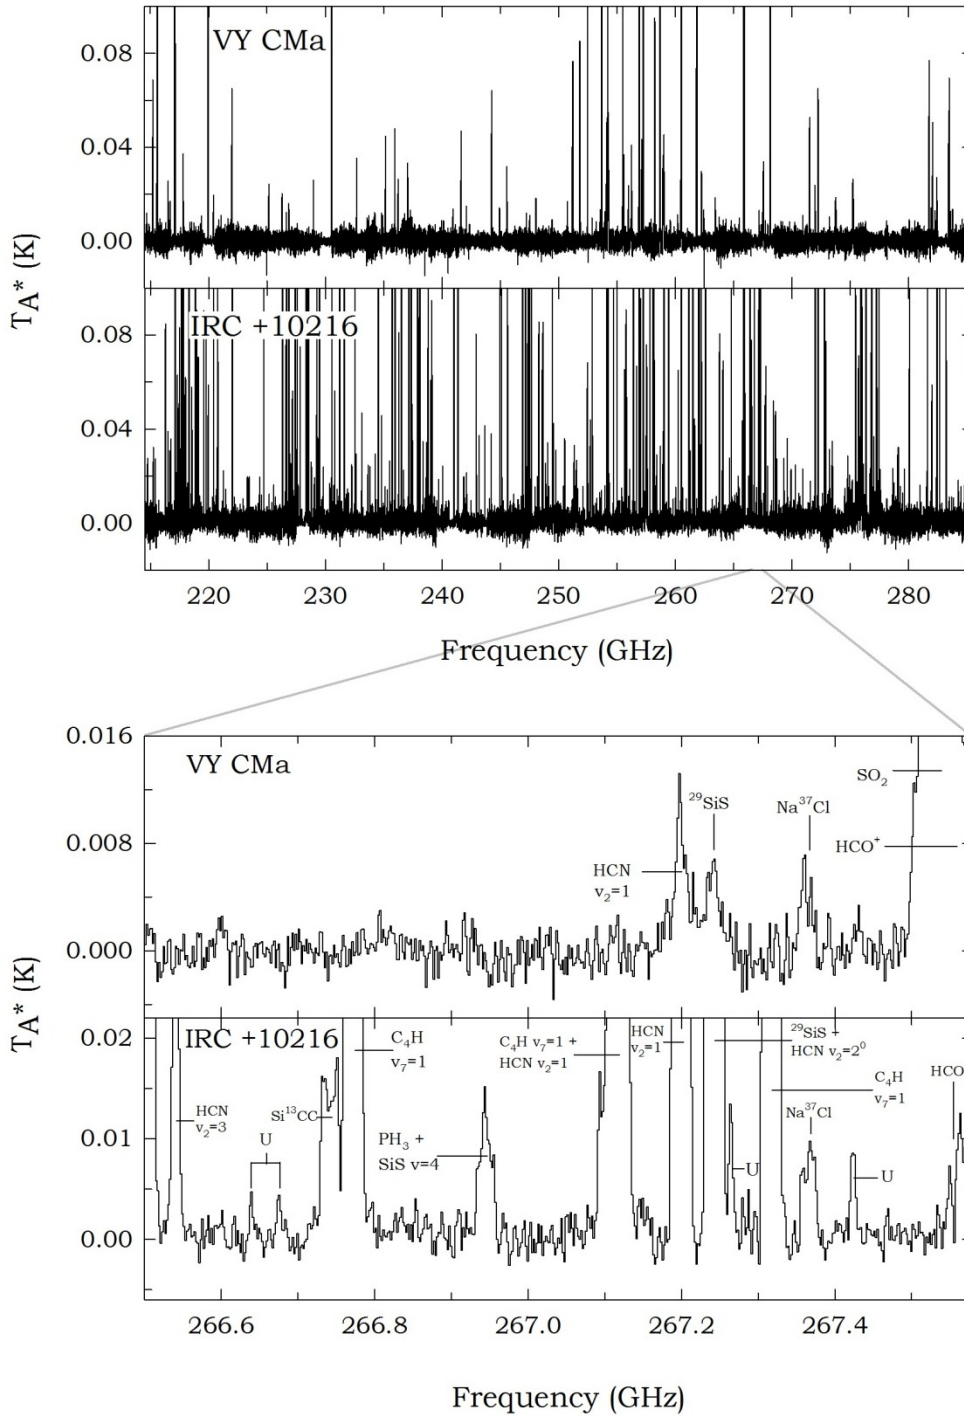 VY CMa
0.08
0.04
0.00
IRC +10216
0.08
0.04
0.00
T_A* (K)
220 230 240 250 260 270 280
Frequency (GHz)
0.016
VY CMa
0.008
0.000
SO₂
²⁹SiS
Na³⁷Cl
HCO⁺
HCN
v₂=1
T_A* (K)
0.02
IRC +10216
0.01
0.00
HCN
v₂=3
U
Si¹³CC
C₄H
v₇=1
PH₃ +
SiS v=4
C₄H v₇=1 +
HCN v₂=1
HCN
v₂=1
²⁹SiS +
HCN v₂=2⁰
C₄H
v₇=1
Na³⁷Cl
U
U
HCO
266.6 266.8 267.0 267.2 267.4
Frequency (GHz)